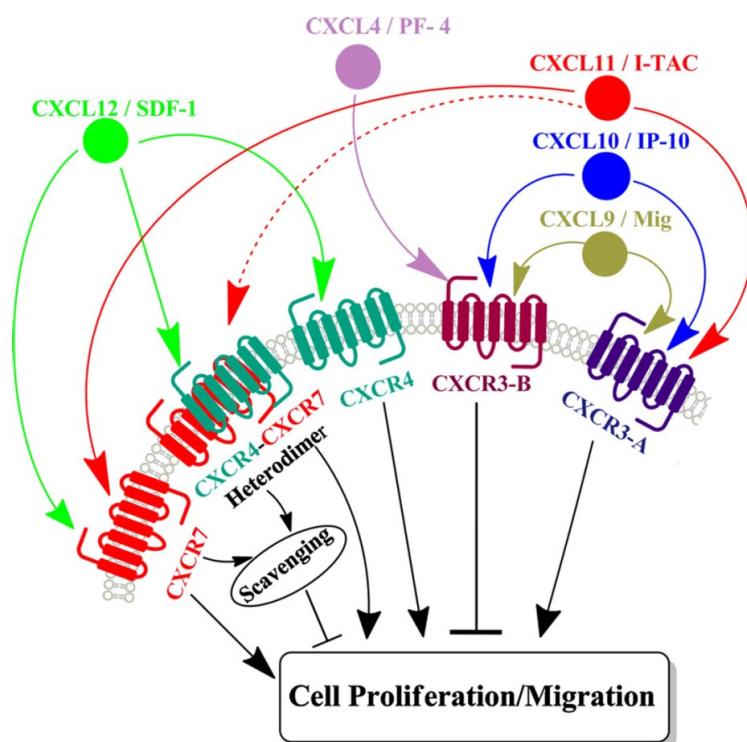 CXCL4 / PF- 4
CXCL11 / I-TAC
CXCL12 / SDF-1
CXCL10 / IP-10
CXCL9 / Mig
CXCR4
CXCR3-B
CXCR3-A
CXCR4-CXCR7
Heterodimer
CXCR7
Scavenging
Cell Proliferation/Migration